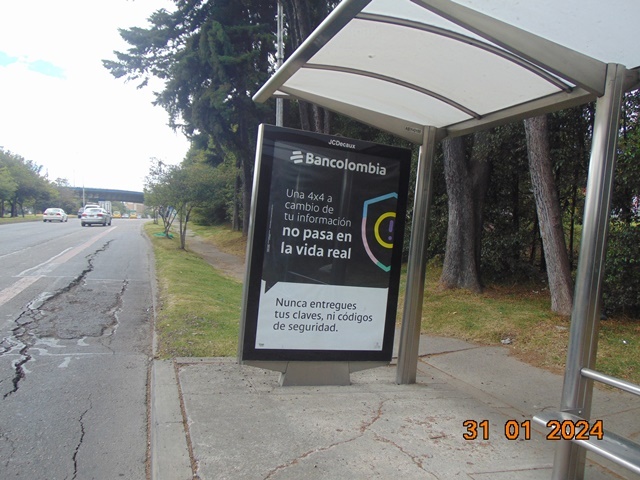 JCDecaux
Bancolombia
Una 4x4 a
cambio de
tu información
no pasa en
la vida real
Nunca entregues
tus claves, ni códigos
de seguridad.
31 01 2024